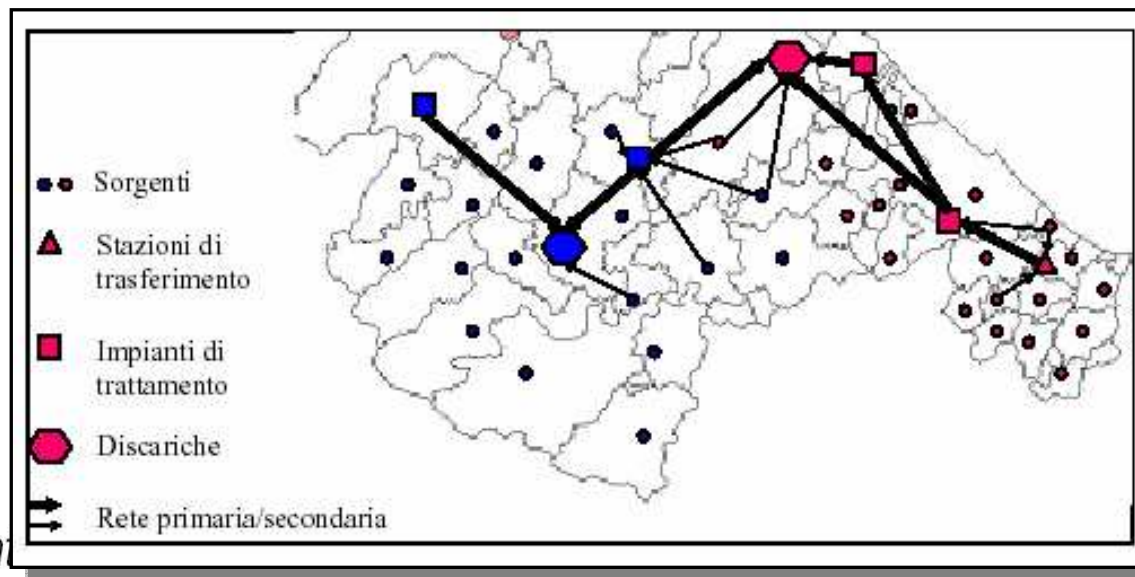 Sorgenti
Stazioni di
trasferimento
Impianti di
trattamento
Discariche
Rete primaria/secondaria